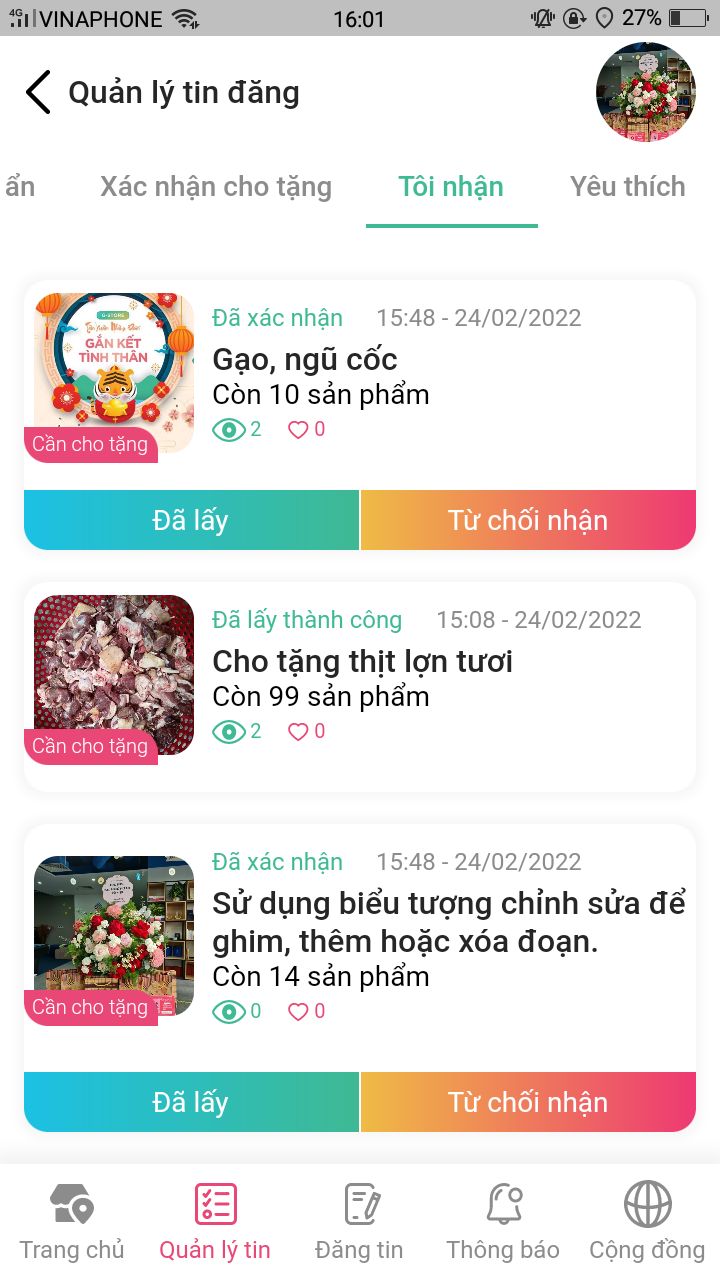 4G VINAPHONE 16:01 27%
Quản lý tin đăng
ẩn Xác nhận cho tặng Tôi nhận Yêu thích
Đã xác nhận 15:48 - 24/02/2022
G-STORE
GẮN KẾT
TÌNH THÂN
Gạo, ngũ cốc
Còn 10 sản phẩm
2 0
Cần cho tặng
Đã lấy Từ chối nhận
Đã lấy thành công 15:08 - 24/02/2022
Cho tặng thịt lợn tươi
Còn 99 sản phẩm
2 0
Cần cho tặng
Đã xác nhận 15:48 - 24/02/2022
Sử dụng biểu tượng chỉnh sửa để
ghim, thêm hoặc xóa đoạn.
Còn 14 sản phẩm
0 0
Cần cho tặng
Đã lấy Từ chối nhận
Trang chủ Quản lý tin Đăng tin Thông báo Cộng đồng